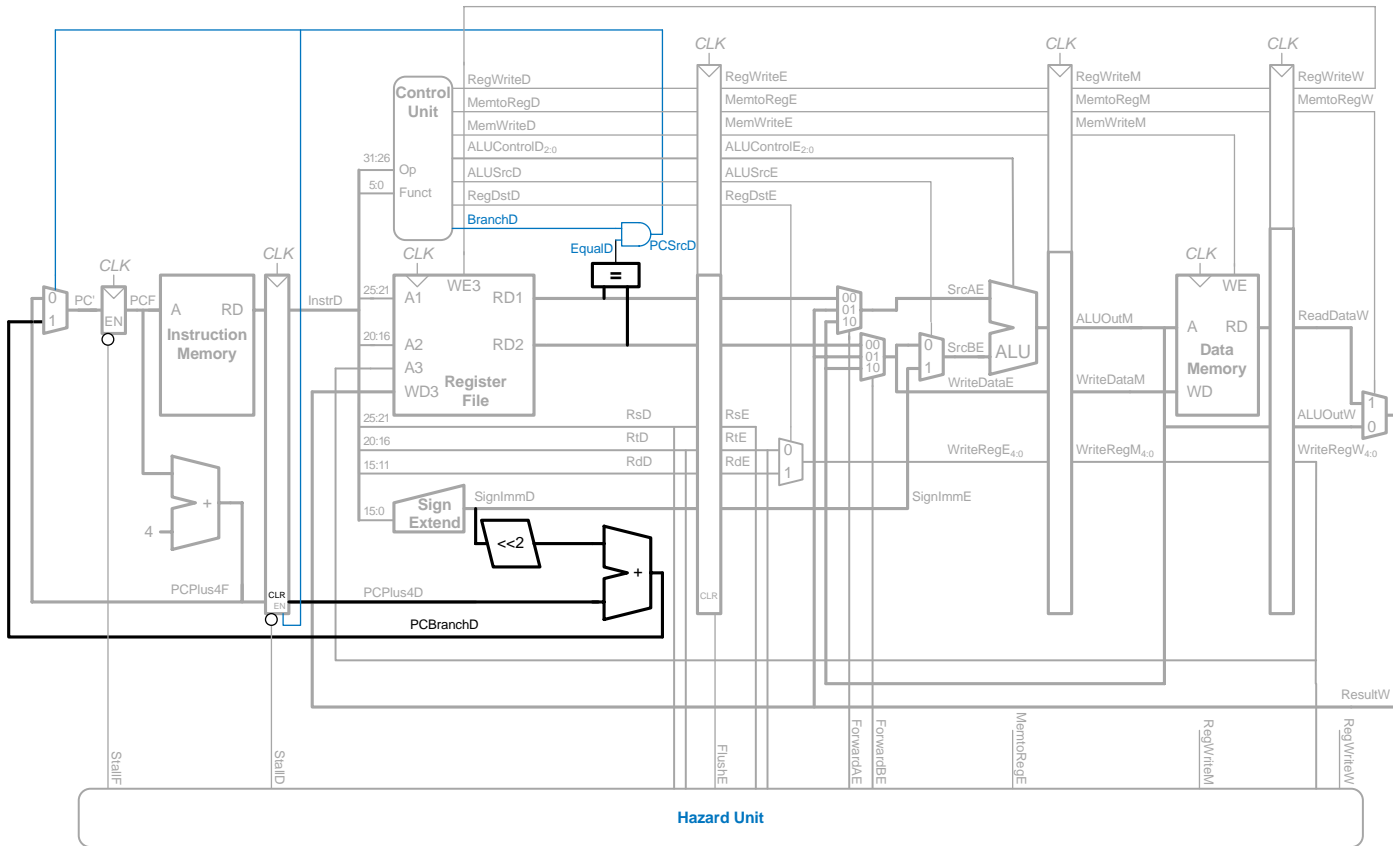 CLK CLK CLK
RegWriteD RegWriteE RegWriteM RegWriteW
Control
Unit
MemtoRegD MemtoRegE MemtoRegM MemtoRegW
MemWriteD MemWriteE MemWriteM
ALUControlD2:0 ALUControlE2:0
31:26 Op ALUSrcD ALUSrcE
5:0 Funct RegDstD RegDstE
BranchD
EqualD PCSrcD
CLK CLK CLK
= WE3 WE
0 1 PC' EN PCF A RD InstrD 25:21 A1 RD1 00 01 10 SrcAE ALUOutM A RD ReadDataW
Instruction
Memory
20:16 A2 RD2 00 01 10 0 1 SrcBE ALU Data
Memory
A3
WD3 Register
File
WriteDataE WriteDataM WD
1 0 ALUOutW
25:21 RsD RsE
20:16 RtD RtE
15:11 RdD RdE 0 1 WriteRegE4:0 WriteRegM4:0 WriteRegW4:0
15:0 Sign
Extend
SignImmD SignImmE
+ 4 <<2 +
PCPlus4F CLR EN PCPlus4D CLR
PCBranchD
ResultW
StallF StallD FlushE ForwardAE ForwardBE MemtoRegE RegWriteM RegWriteW
Hazard Unit